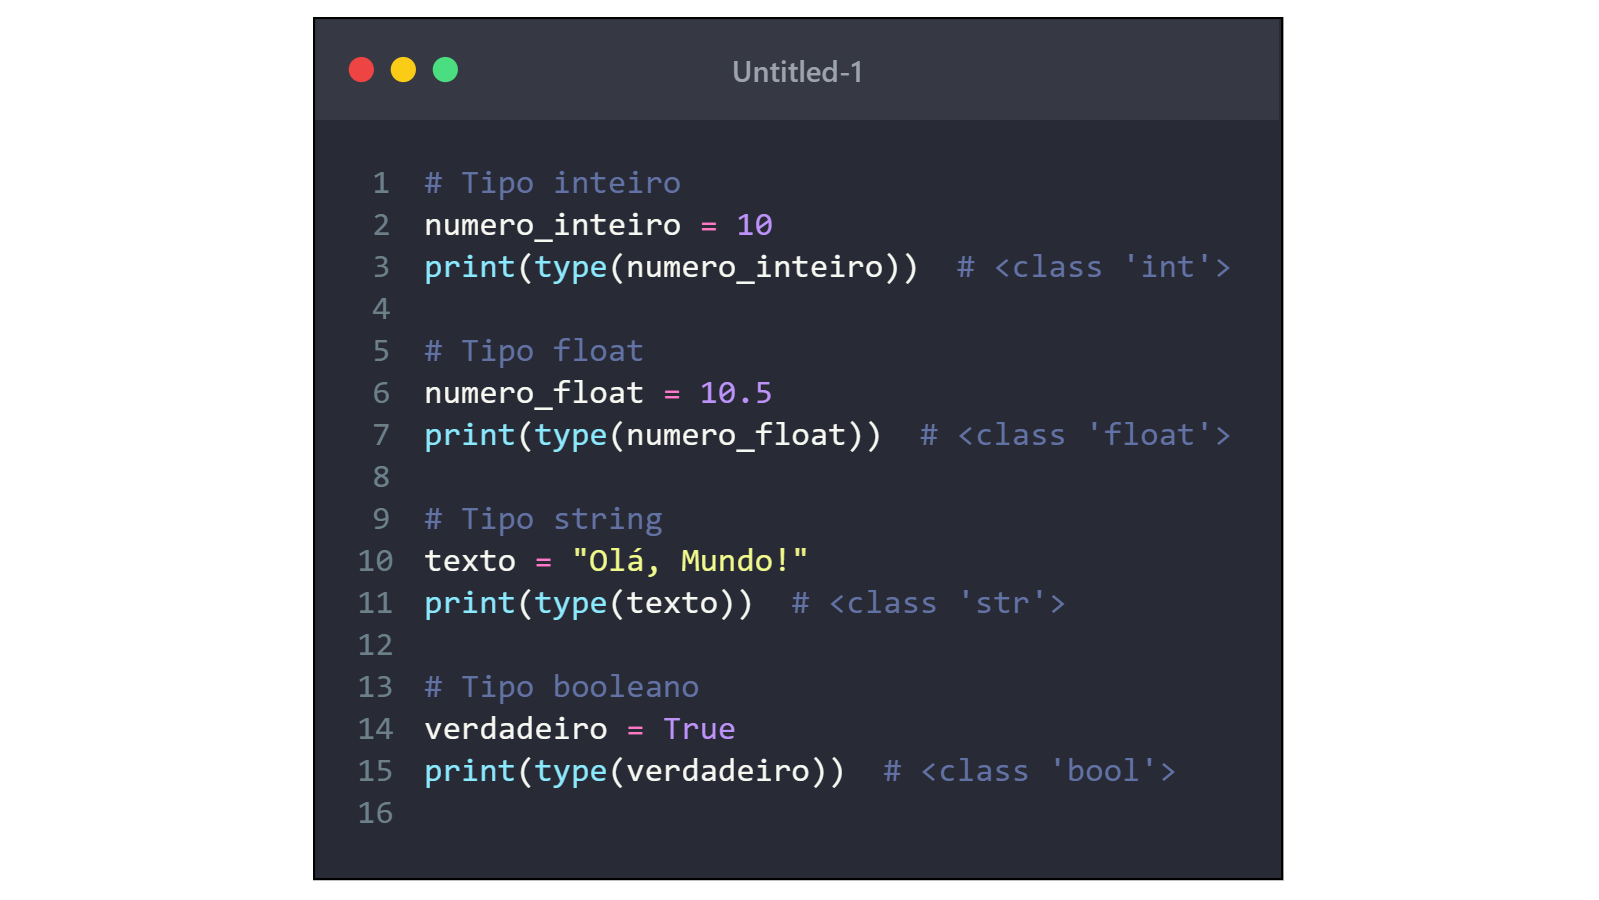 Untitled-1
1 # Tipo inteiro
2 numero_inteiro = 10
3 print(type(numero_inteiro))  # <class 'int'>
4
5 # Tipo float
6 numero_float = 10.5
7 print(type(numero_float))  # <class 'float'>
8
9 # Tipo string
10 texto = "Olá, Mundo!"
11 print(type(texto))  # <class 'str'>
12
13 # Tipo booleano
14 verdadeiro = True
15 print(type(verdadeiro))  # <class 'bool'>
16